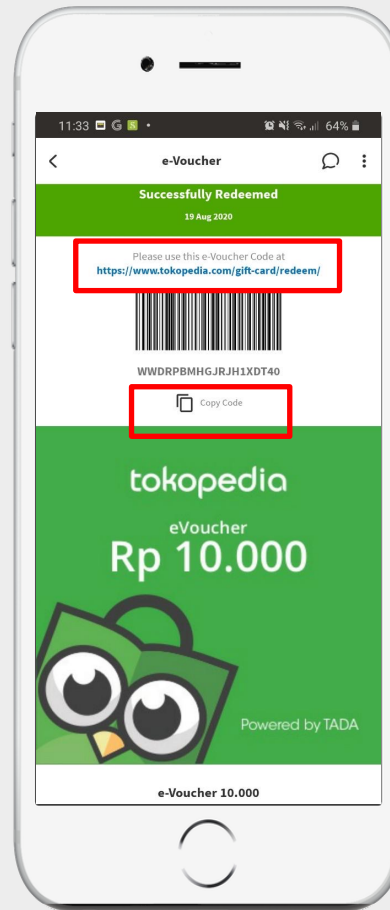 11:33
64%
e-Voucher
Successfully Redeemed
19 Aug 2020
Please use this e-Voucher Code at
https://www.tokopedia.com/gift-card/redeem/
WWDRPBMHGJRJH1XDT40
Copy Code
tokopedia
eVoucher
Rp 10.000
Powered by TADA
e-Voucher 10.000